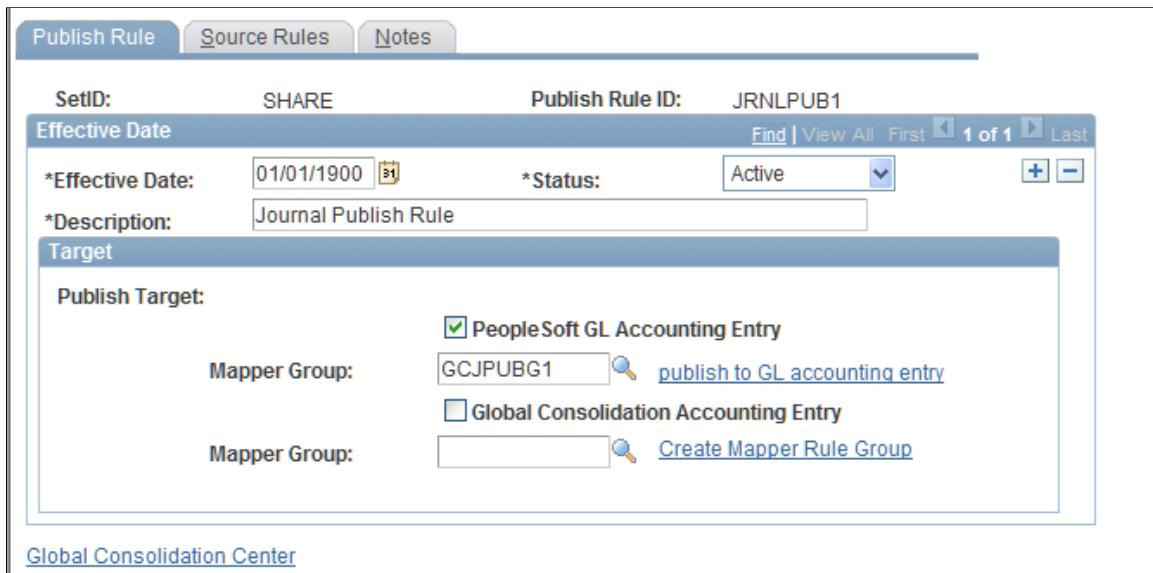 Publish Rule Source Rules Notes
SetID: SHARE Publish Rule ID: JRNLPUB1
Effective Date Find | View All First 1 of 1 Last
*Effective Date: 01/01/1900 31 *Status: Active
*Description: Journal Publish Rule
Target
Publish Target:
PeopleSoft GL Accounting Entry
Mapper Group: GCJPUBG1 publish to GL accounting entry
Global Consolidation Accounting Entry
Mapper Group: Create Mapper Rule Group
Global Consolidation Center